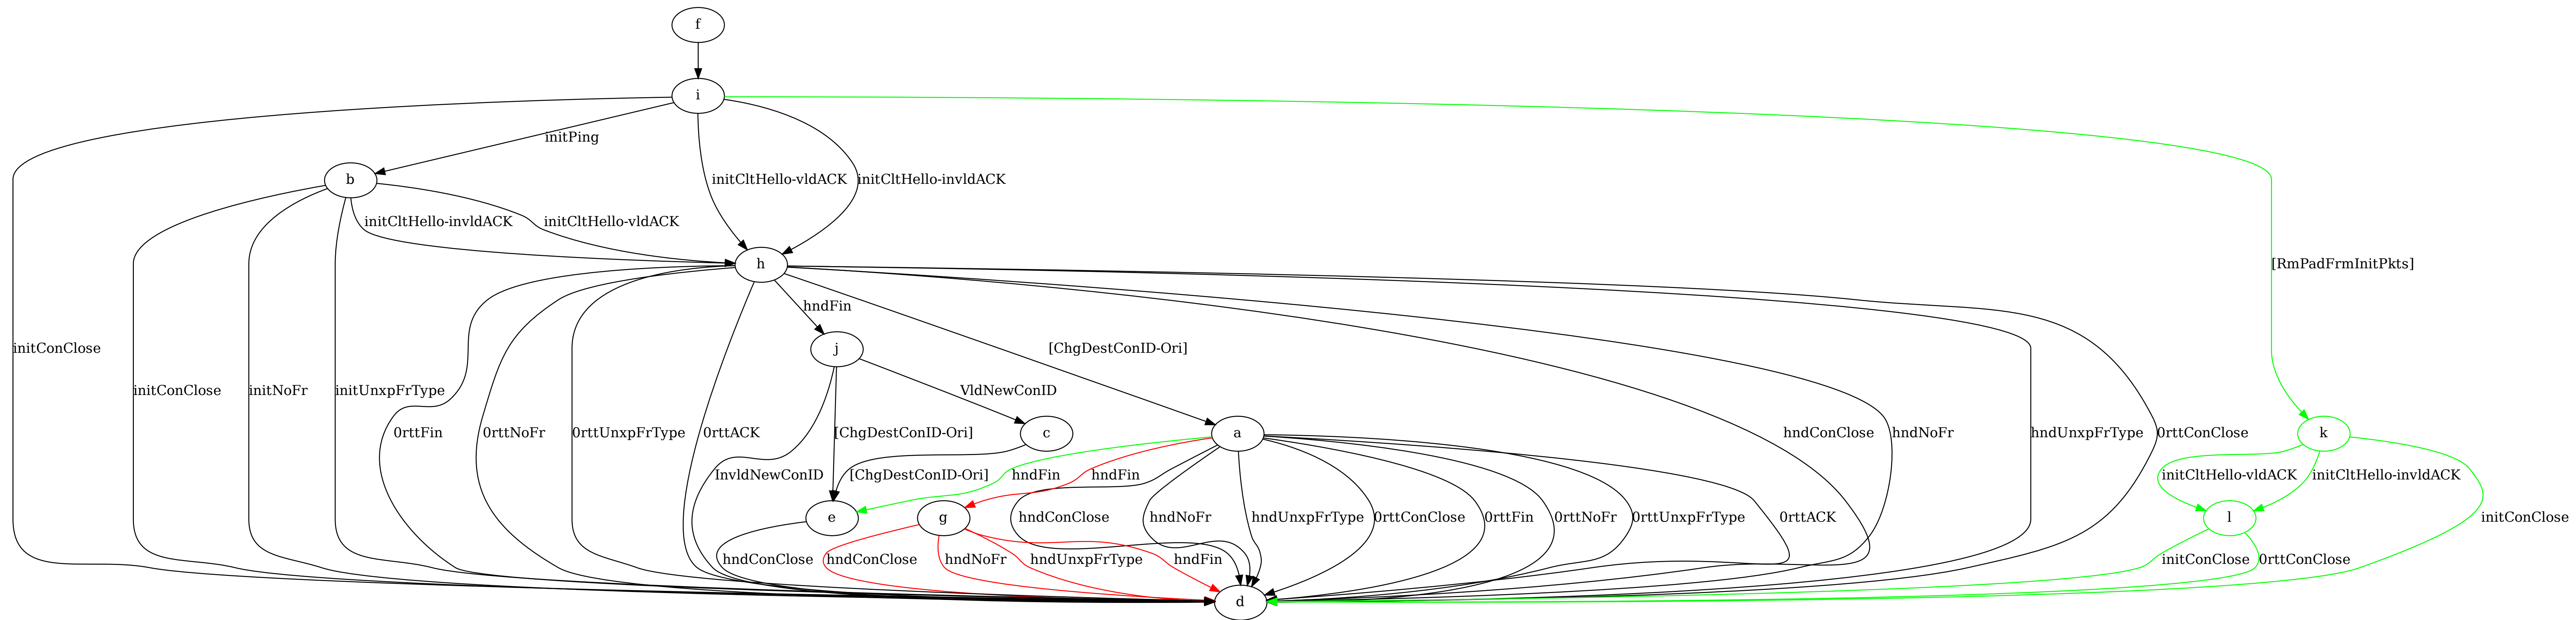 f
i
initPing
b
initCltHello-vldACK
initCltHello-invldACK
initCltHello-invldACK
initCltHello-vldACK
h
[RmPadFrmInitPkts]
hndFin
initConClose
j
[ChgDestConID-Ori]
initConClose
initNoFr
initUnxpFrType
VldNewConID
0rttFin
0rttNoFr
0rttUnxpFrType
0rttACK
[ChgDestConID-Ori]
c
a
hndConClose
hndNoFr
hndUnxpFrType
0rttConClose
k
InvldNewConID
[ChgDestConID-Ori]
hndFin
hndFin
initCltHello-vldACK
initCltHello-invldACK
e
g
hndConClose
hndNoFr
hndUnxpFrType
0rttConClose
0rttFin
0rttNoFr
0rttUnxpFrType
0rttACK
l
initConClose
hndConClose
hndConClose
hndNoFr
hndUnxpFrType
hndFin
initConClose
0rttConClose
d